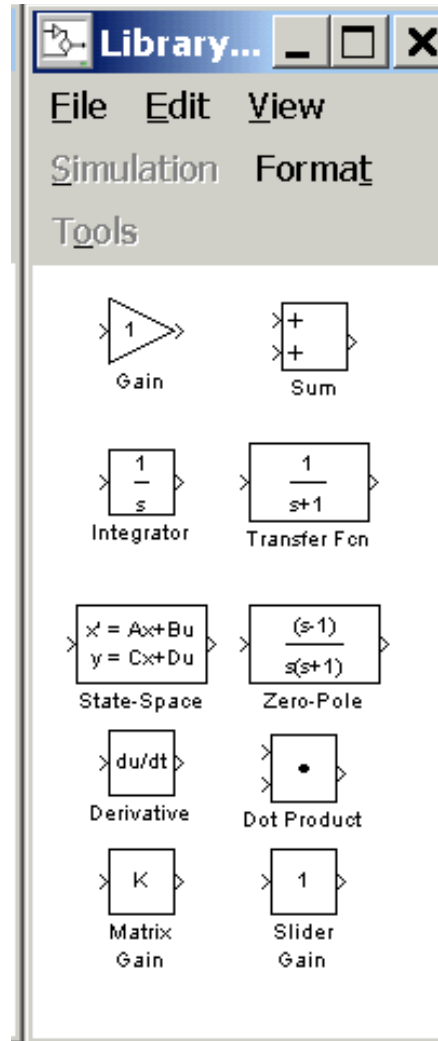 Library...
File Edit View
Simulation Format
Tools
1
Gain
+
+
Sum
1
s
Integrator
1
s+1
Transfer Fcn
x' = Ax+Bu
y = Cx+Du
State-Space
(s-1)
s(s+1)
Zero-Pole
du/dt
Derivative
Dot Product
K
Matrix
Gain
1
Slider
Gain